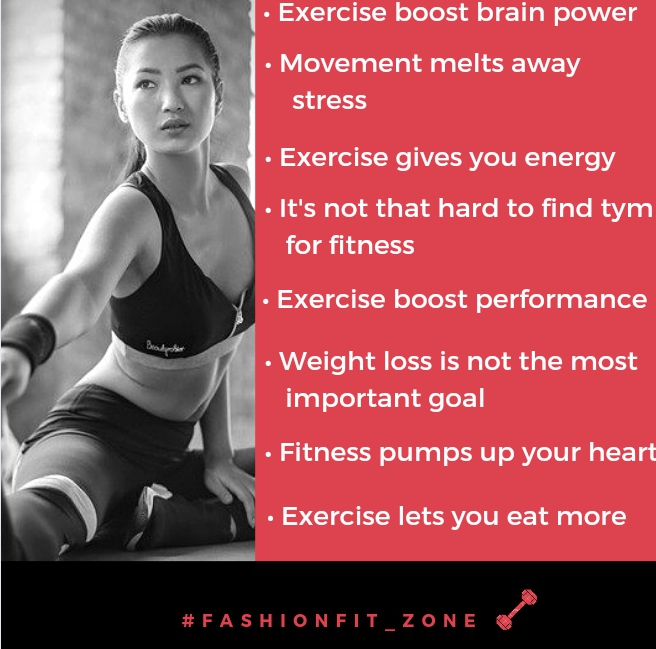 • Exercise boost brain power
• Movement melts away
stress
• Exercise gives you energy
• It's not that hard to find tym
for fitness
• Exercise boost performance
• Weight loss is not the most
important goal
• Fitness pumps up your heart
• Exercise lets you eat more
#FASHIONFIT_ZONE